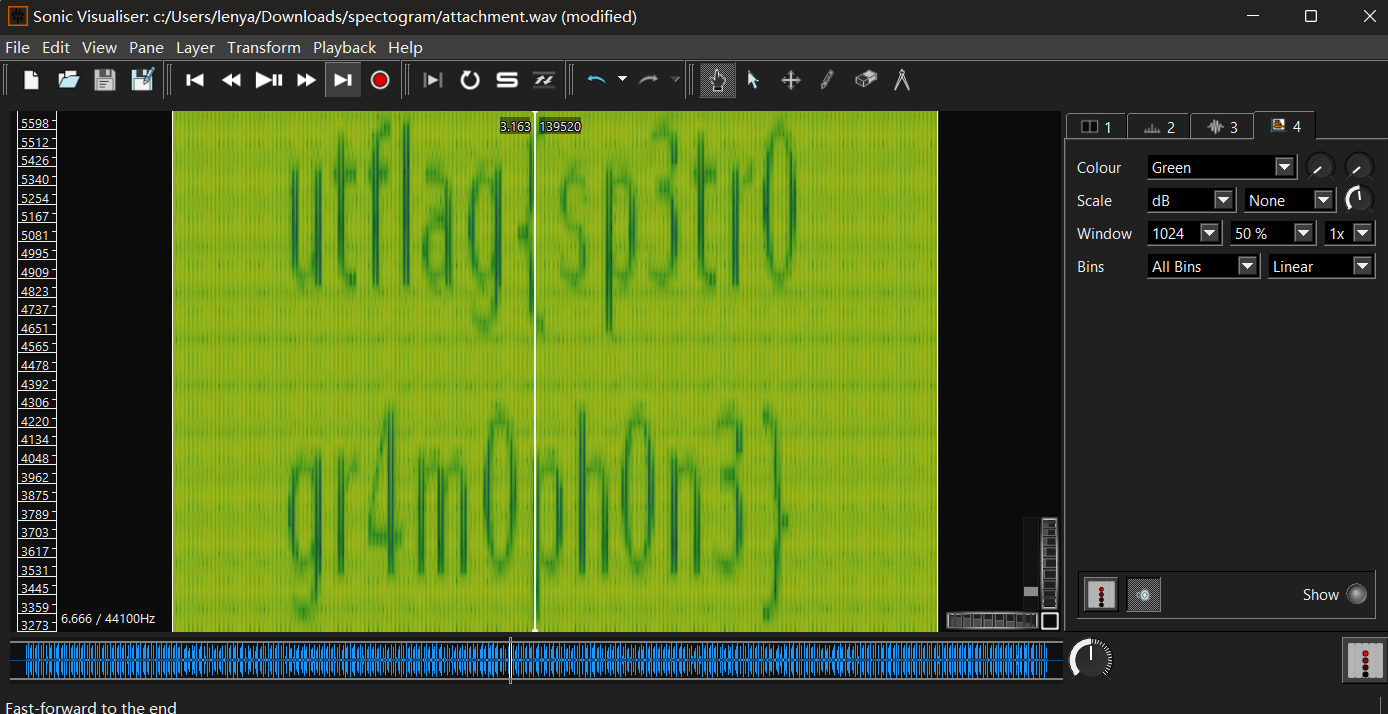 Sonic Visualiser: c:/Users/lenya/Downloads/spectogram/attachment.wav (modified)
File Edit View Pane Layer Transform Playback Help
5598
5512
5426
5340
5254
5167
5081
4995
4909
4823
4737
4651
4565
4478
4392
4306
4220
4134
4048
3962
3875
3789
3703
3617
3531
3445
3359
3273
3.163 139520
utflag{sp3tr0
gr4m0ph0n3}
6.666 / 44100Hz
1 2 3 4
Colour Green
Scale dB None
Window 1024 50 % 1x
Bins All Bins Linear
Show
Fast-forward to the end